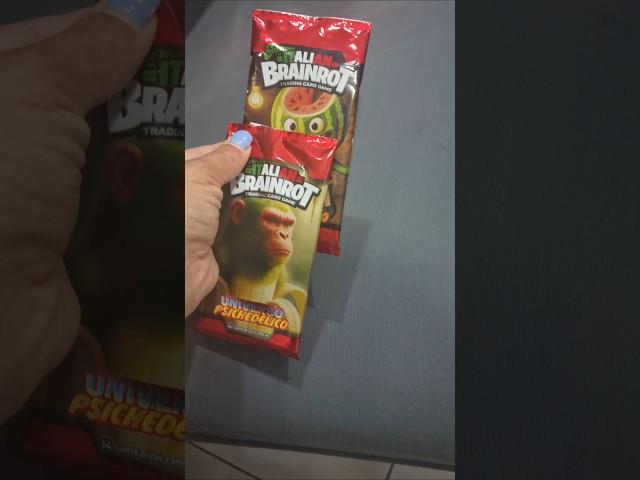 ITALIAN
BRAINROT
TRADING CARD GAME
ITALIAN
BRAINROT
TRADING CARD GAME
UNIVERSO
PSICHEDELICO